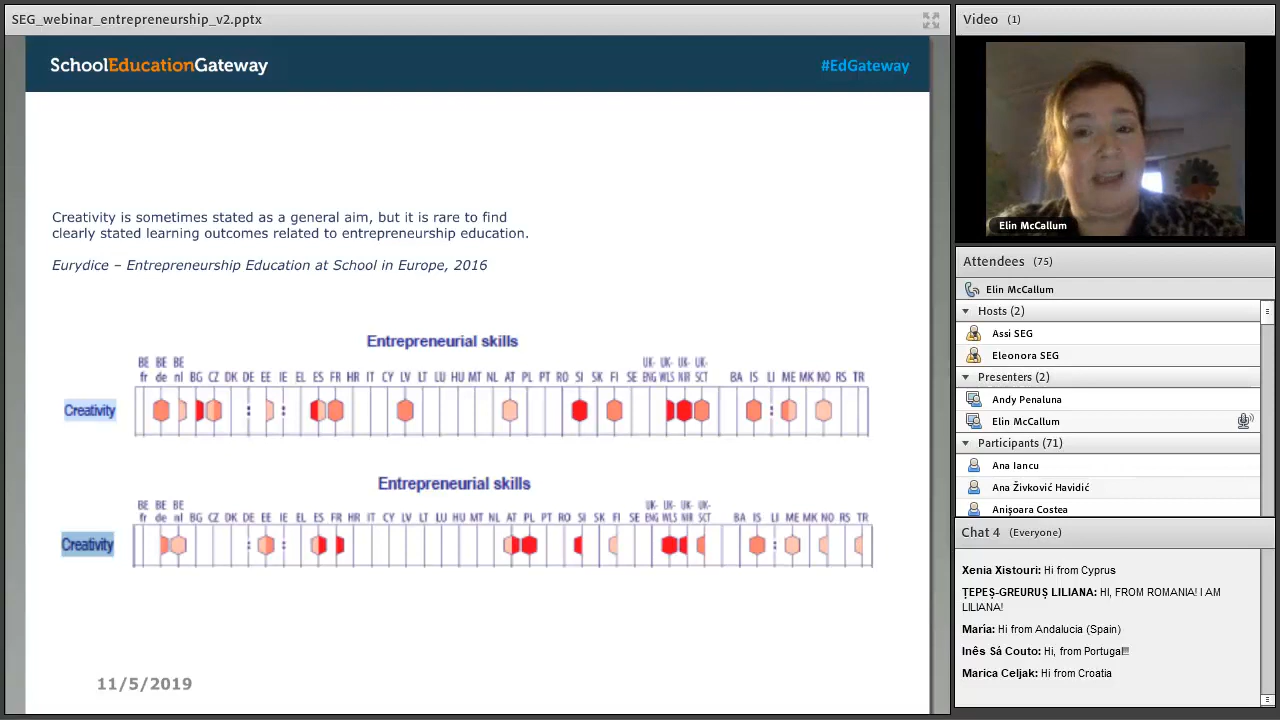 SEG_webinar_entrepreneurship_v2.pptx
SchoolEducationGateway
#EdGateway
Creativity is sometimes stated as a general aim, but it is rare to find
clearly stated learning outcomes related to entrepreneurship education.
Eurydice – Entrepreneurship Education at School in Europe, 2016
Entrepreneurial skills
BE BE BE UK- UK- UK- UK-
fr de nl BG CZ DK DE EE IE EL ES FR HR IT CY LV LT LU HU MT NL AT PL PT RO SI SK FI SE ENG WLS NIR SCT BA IS LI ME MK NO RS TR
: : :
Creativity
Entrepreneurial skills
BE BE BE UK- UK- UK- UK-
fr de nl BG CZ DK DE EE IE EL ES FR HR IT CY LV LT LU HU MT NL AT PL PT RO SI SK FI SE ENG WLS NIR SCT BA IS LI ME MK NO RS TR
: : :
Creativity
11/5/2019
Video (1)
Elin McCallum
Attendees (75)
Elin McCallum
Hosts (2)
Assi SEG
Eleonora SEG
Presenters (2)
Andy Penaluna
Elin McCallum
Participants (71)
Ana Iancu
Ana Živković Havidić
Anişoara Costea
Chat 4 (Everyone)
Xenia Xistouri: Hi from Cyprus
ȚEPEȘ-GREURUȘ LILIANA: HI, FROM ROMANIA! I AM
LILIANA!
María: Hi from Andalucia (Spain)
Inês Sá Couto: Hi, from Portugal!!
Marica Celjak: Hi from Croatia